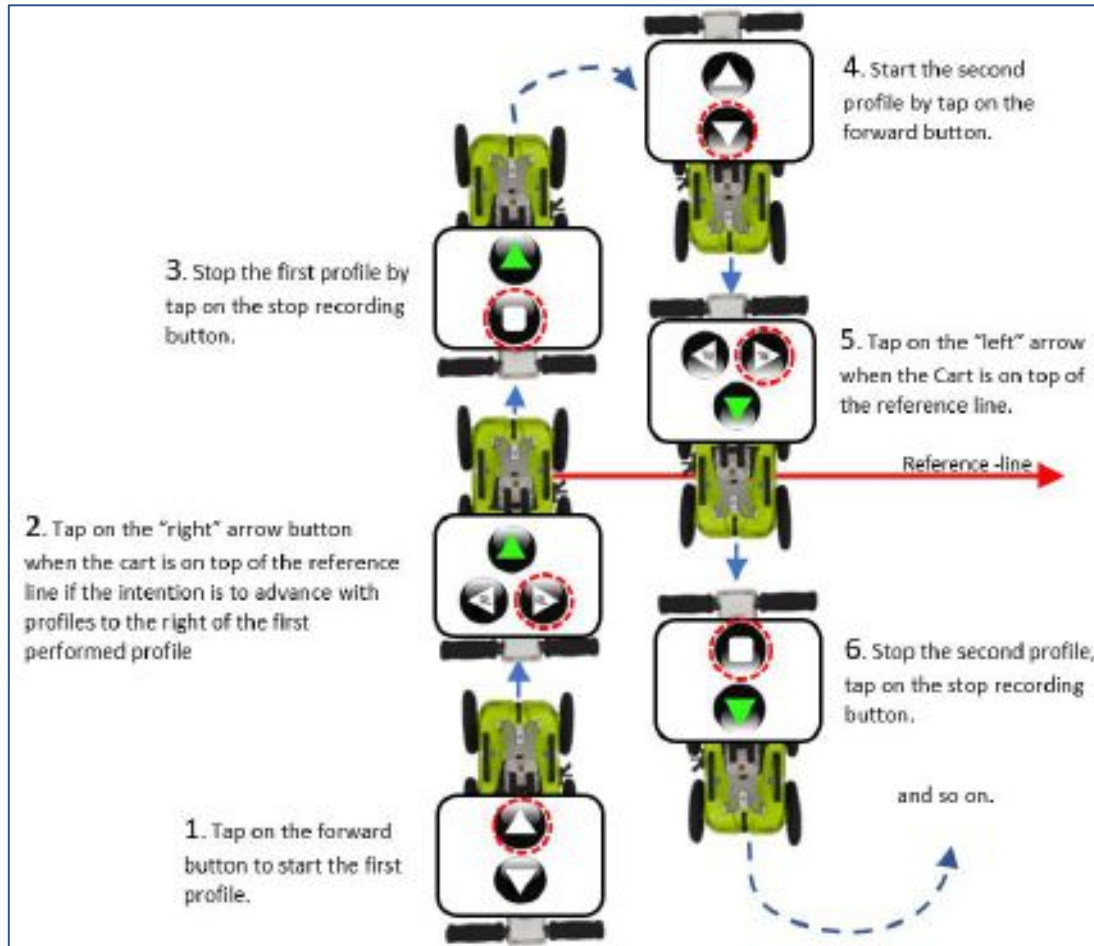 4. Start the second
profile by tap on the
forward button.
3. Stop the first profile by
tap on the stop recording
button.
5. Tap on the “left” arrow
when the Cart is on top of
the reference line.
Reference -line
2. Tap on the “right” arrow button
when the cart is on top of the reference
line if the intention is to advance with
profiles to the right of the first
performed profile
6. Stop the second profile,
tap on the stop recording
button.
and so on.
1. Tap on the forward
button to start the first
profile.